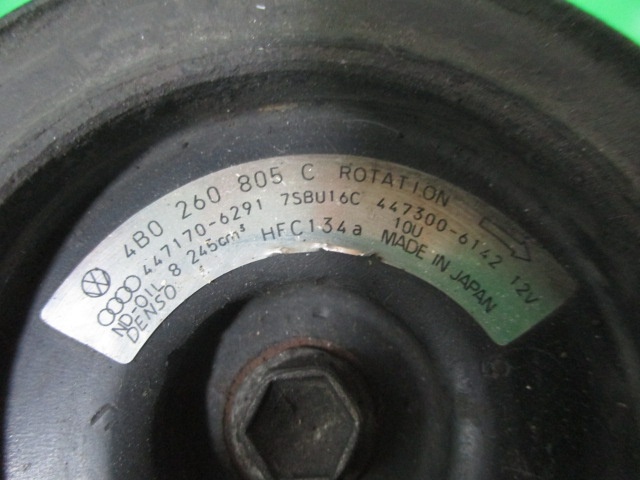 4B0 260 805 C ROTATION
447170-6291 7SBU16C 447300-6142 12V
ND-OIL 8 245cm³ HFC134a 10U
DENSO MADE IN JAPAN